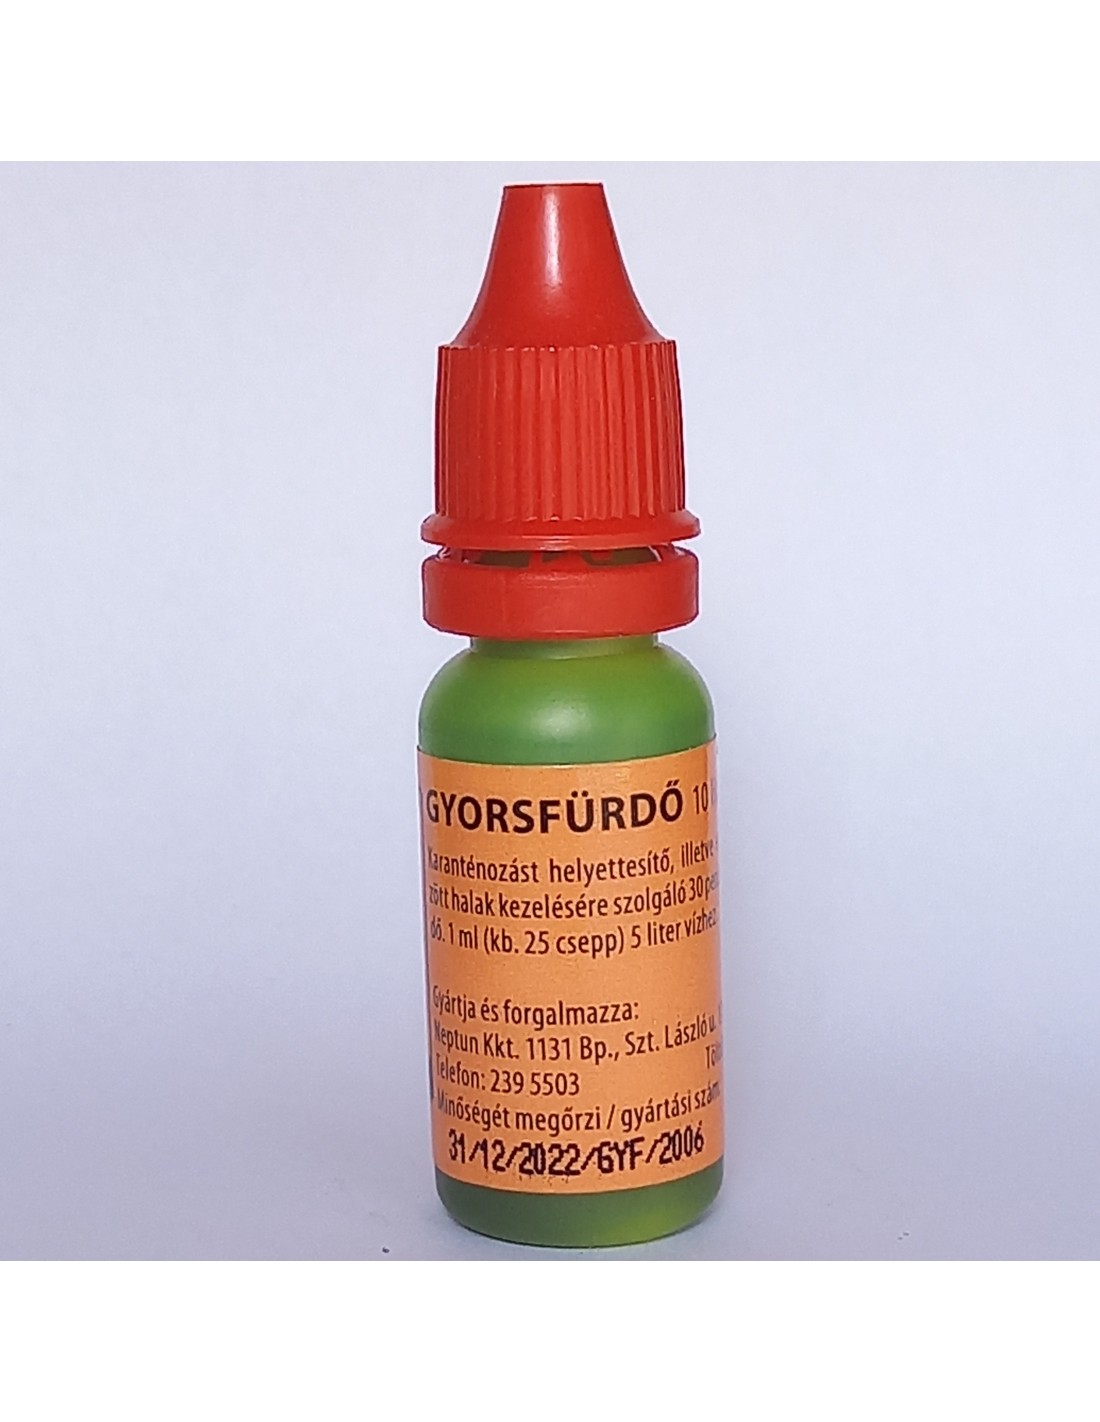 GYORSFÜRDŐ 10
Karanténozást helyettesítő, illetve
zött halak kezelésére szolgáló 30
dő. 1 ml (kb. 25 csepp) 5 liter vízhez
Gyártja és forgalmazza:
Neptun Kkt. 1131 Bp., Szt. László u.
Telefon: 239 5503
Minőségét megőrzi / gyártási szám:
31/12/2022/GYF/2006